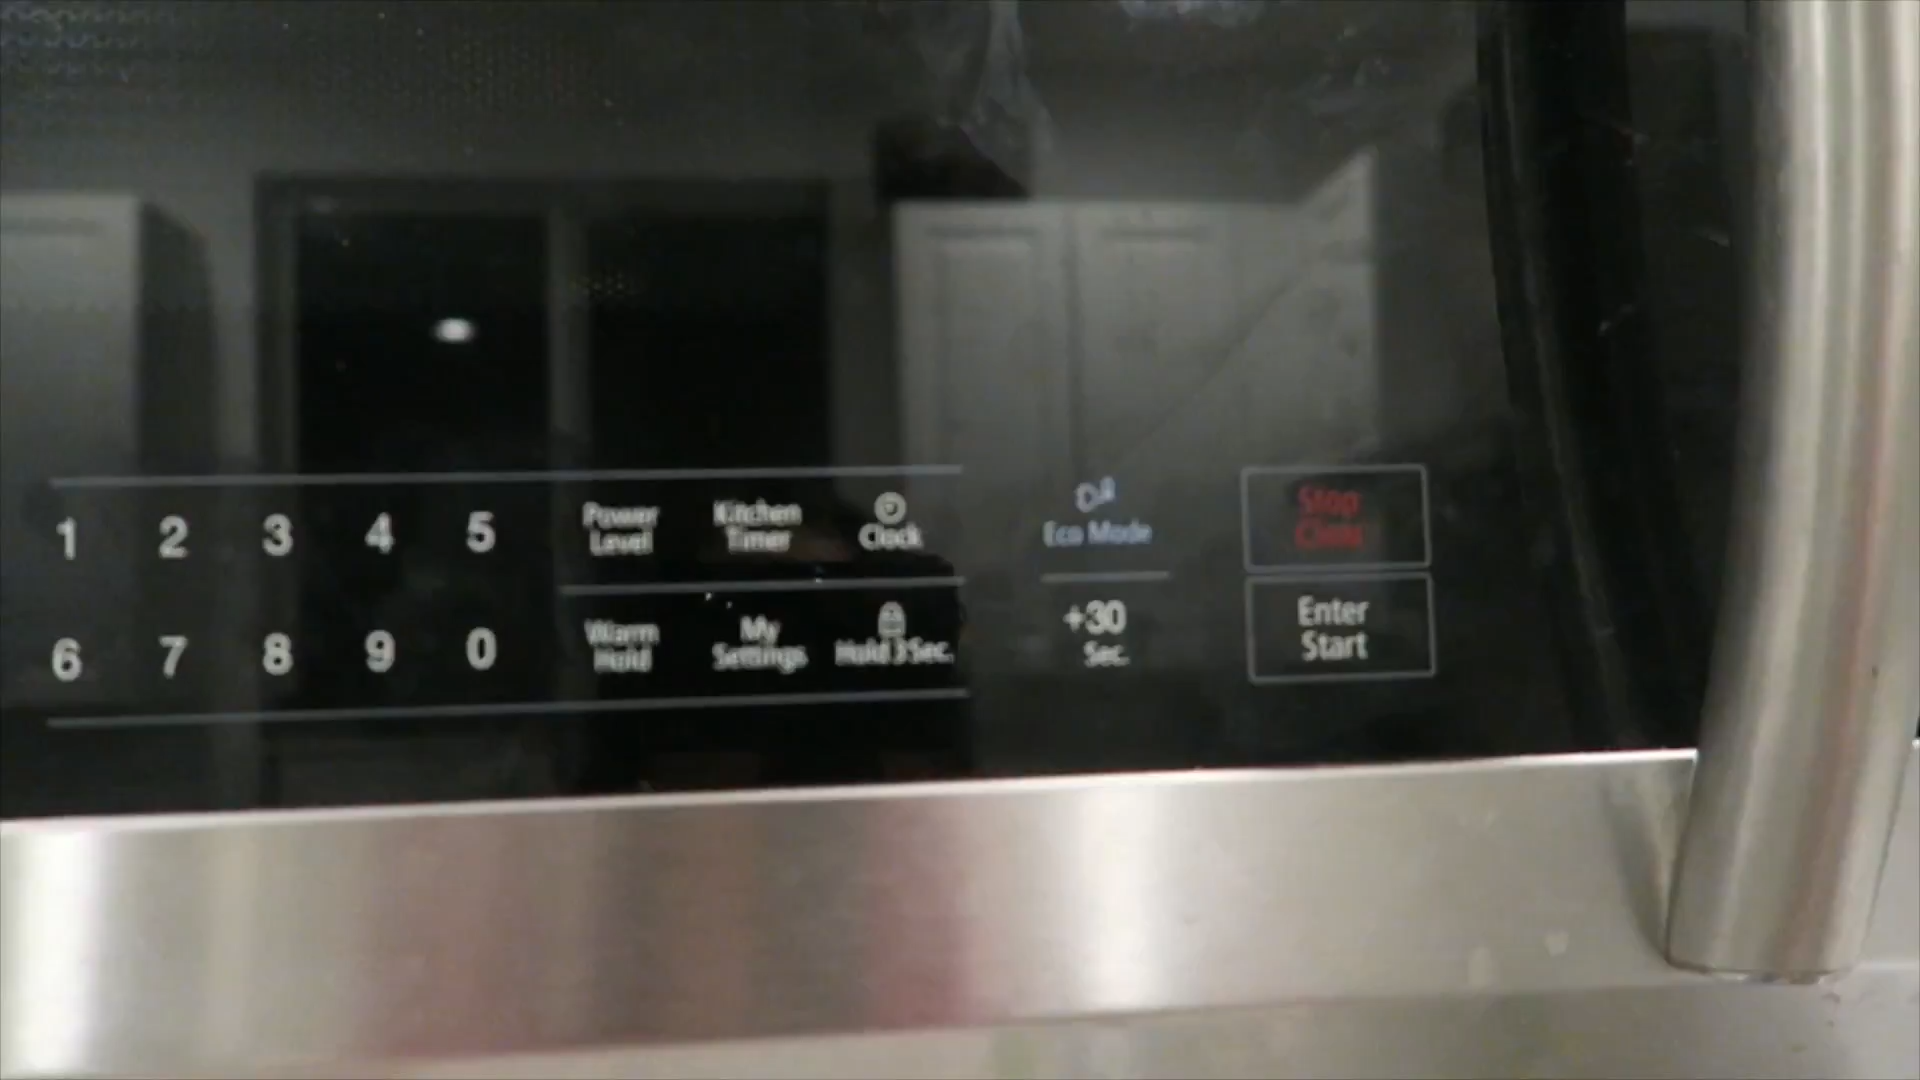 1 2 3 4 5
Power
Level
Kitchen
Timer
Clock
Eco Mode
Stop
Clear
6 7 8 9 0
Warm
Hold
My
Settings
Hold 3 Sec.
+30
Sec.
Enter
Start